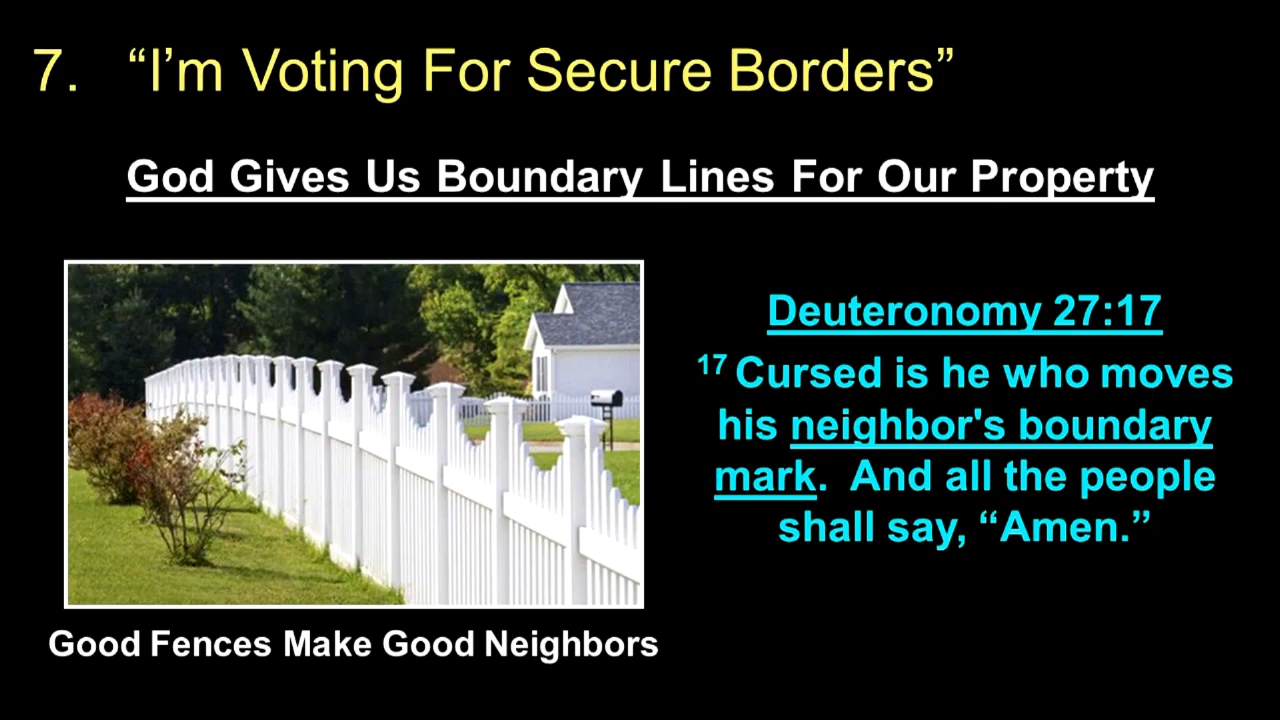 7. “I’m Voting For Secure Borders”
God Gives Us Boundary Lines For Our Property
Deuteronomy 27:17
17 Cursed is he who moves
his neighbor's boundary
mark. And all the people
shall say, “Amen.”
Good Fences Make Good Neighbors